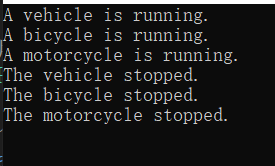 A vehicle is running.
A bicycle is running.
A motorcycle is running.
The vehicle stopped.
The bicycle stopped.
The motorcycle stopped.